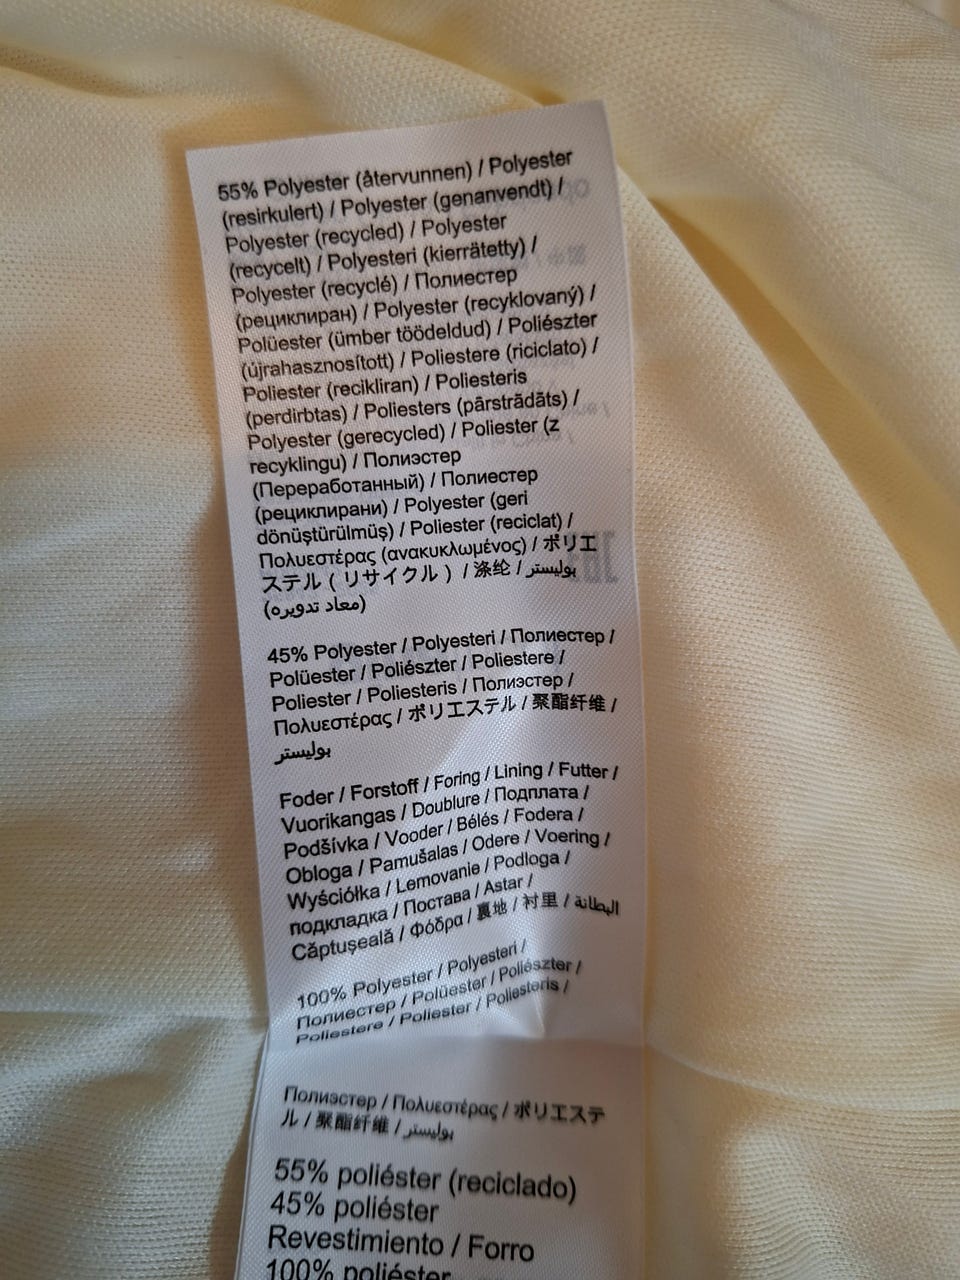 55% Polyester (återvunnen) / Polyester
(resirkulert) / Polyester (genanvendt) /
Polyester (recycled) / Polyester
(recycelt) / Polyesteri (kierrätetty) /
Polyester (recyclé) / Полиестер
(рециклиран) / Polyester (recyklovaný) /
Polüester (ümber töödeldud) / Poliészter
(újrahasznosított) / Poliestere (riciclato) /
Poliester (recikliran) / Poliesteris
(perdirbtas) / Poliesters (pārstrādāts) /
Polyester (gerecycled) / Poliester (z
recyklingu) / Полиэстер
(Переработанный) / Полиестер
(рециклирани) / Polyester (geri
dönüştürülmüş) / Poliester (reciclat) /
Πολυεστέρας (ανακυκλωμένος) / ポリエ
ステル ( リサイクル ) / 涤纶 / بوليستر
(معاد تدويره)
45% Polyester / Polyesteri / Полиестер /
Polüester / Poliészter / Poliestere /
Poliester / Poliesteris / Полиэстер /
Πολυεστέρας / ポリエステル / 聚酯纤维 /
بوليستر
Foder / Forstoff / Foring / Lining / Futter /
Vuorikangas / Doublure / Подплата /
Podšívka / Vooder / Bélés / Fodera /
Obloga / Pamušalas / Odere / Voering /
Wyściółka / Lemovanie / Podloga /
подкладка / Постава / Astar /
Căptușeală / Φόδρα / 裏地 / 衬里 / البطانة
100% Polyester / Polyesteri /
Полиестер / Polüester / Poliészter /
Poliestere / Poliester / Poliesteris /
Полиэстер / Πολυεστέρας / ポリエステ
ル / 聚酯纤维 / بوليستر
55% poliéster (reciclado)
45% poliéster
Revestimiento / Forro
100% poliéster